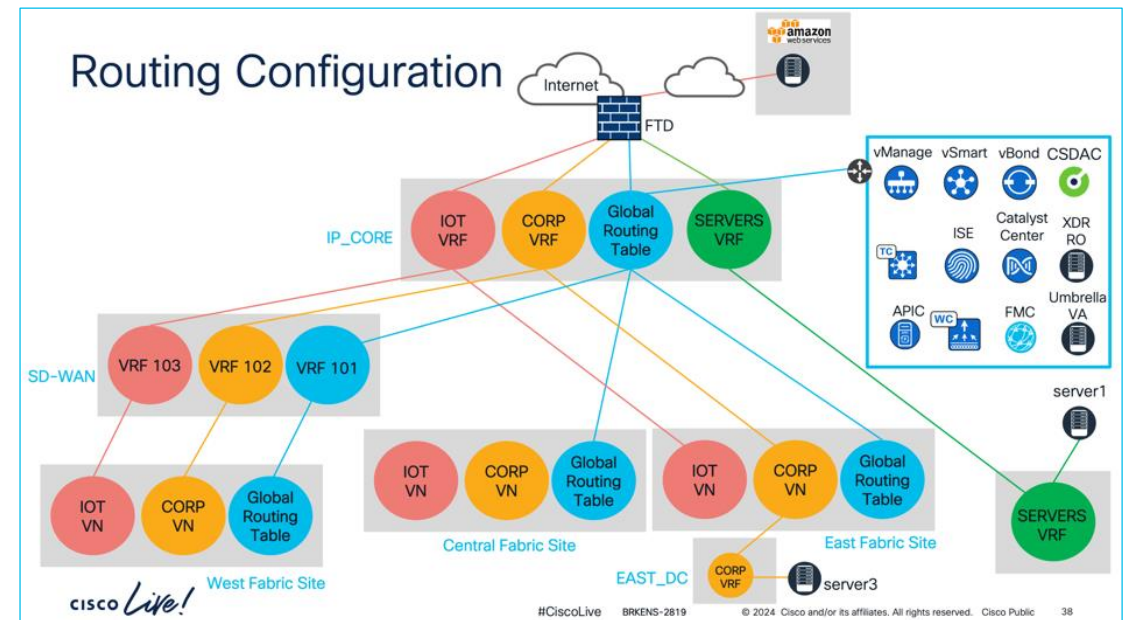 Routing Configuration
Internet
amazon
webservices
FTD
vManage
vSmart
vBond
CSDAC
TC
ISE
Catalyst
Center
XDR
RO
APIC
WC
FMC
Umbrella
VA
IP_CORE
IOT
VRF
CORP
VRF
Global
Routing
Table
SERVERS
VRF
SD-WAN
VRF 103
VRF 102
VRF 101
server1
IOT
VN
CORP
VN
Global
Routing
Table
West Fabric Site
IOT
VN
CORP
VN
Global
Routing
Table
Central Fabric Site
IOT
VN
CORP
VN
Global
Routing
Table
East Fabric Site
SERVERS
VRF
EAST_DC
CORP
VRF
server3
CISCO Live!
#CiscoLive
BRKENS-2819
© 2024 Cisco and/or its affiliates. All rights reserved. Cisco Public
38